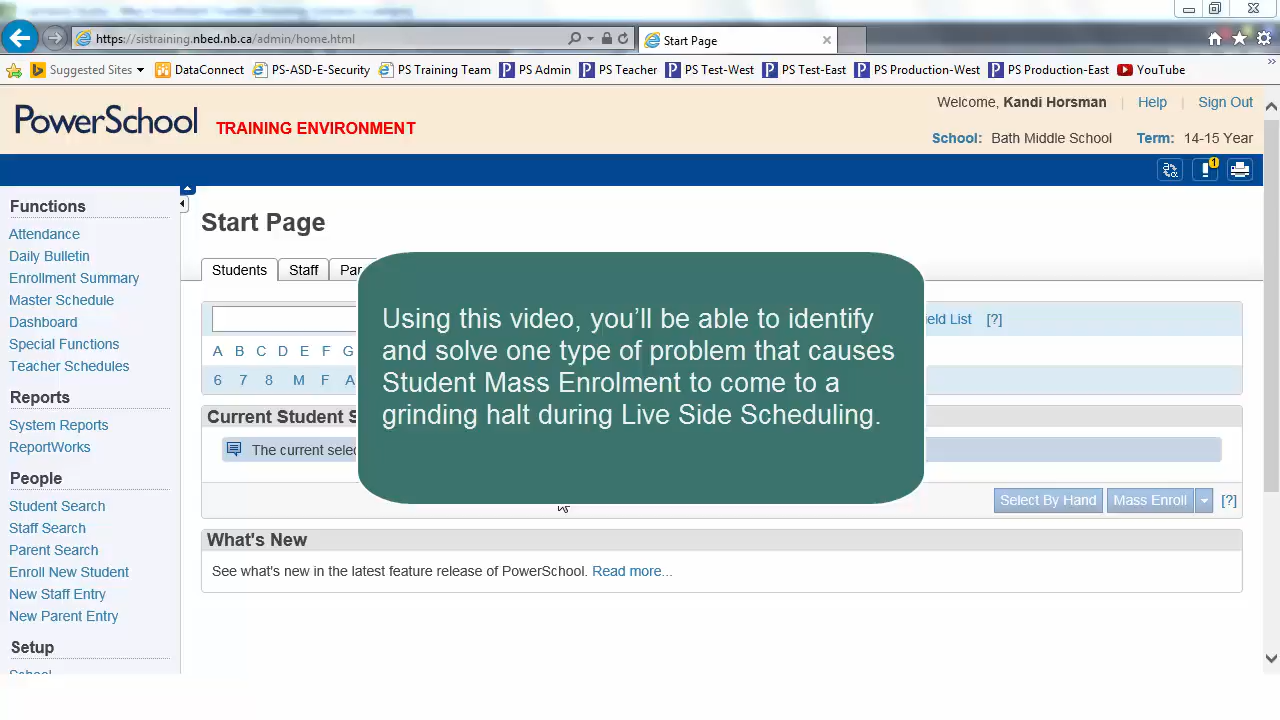 https://sistraining.nbed.nb.ca/admin/home.html
Start Page
Suggested Sites
DataConnect
PS-ASD-E-Security
PS Training Team
PS Admin
PS Teacher
PS Test-West
PS Test-East
PS Production-West
PS Production-East
YouTube
PowerSchool
TRAINING ENVIRONMENT
Welcome, Kandi Horsman
Help
Sign Out
School: Bath Middle School
Term: 14-15 Year
1
Functions
Attendance
Daily Bulletin
Enrollment Summary
Master Schedule
Dashboard
Special Functions
Teacher Schedules
Reports
System Reports
ReportWorks
People
Student Search
Staff Search
Parent Search
Enroll New Student
New Staff Entry
New Parent Entry
Setup
Start Page
Students
Staff
Par
eld List [?]
A B C D E F G
6 7 8 M F A
Current Student S
The current selec
Using this video, you’ll be able to identify
and solve one type of problem that causes
Student Mass Enrolment to come to a
grinding halt during Live Side Scheduling.
Select By Hand
Mass Enroll
[?]
What's New
See what's new in the latest feature release of PowerSchool. Read more...